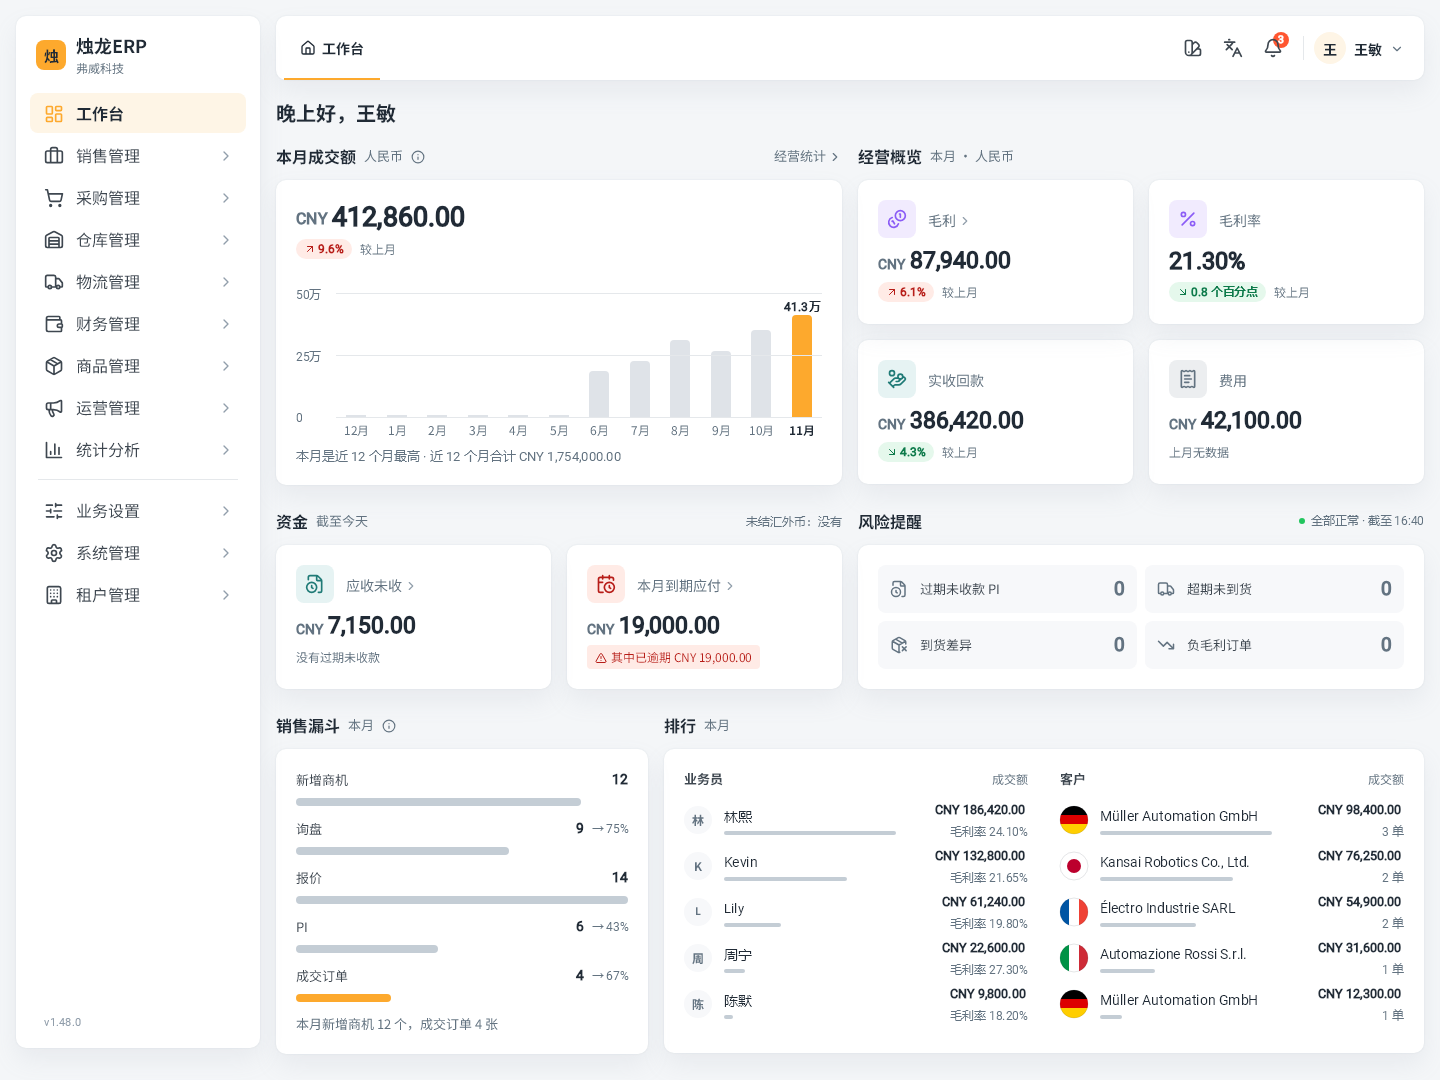 烛
烛龙ERP
弗威科技
工作台
销售管理
采购管理
仓库管理
物流管理
财务管理
商品管理
运营管理
统计分析
业务设置
系统管理
租户管理
v1.48.0
工作台
3
王
王敏
晚上好，王敏
本月成交额 人民币
经营统计
CNY 412,860.00
9.6% 较上月
50万
25万
0
41.3万
12月 1月 2月 3月 4月 5月 6月 7月 8月 9月 10月 11月
本月是近 12 个月最高 · 近 12 个月合计 CNY 1,754,000.00
经营概览 本月 · 人民币
毛利
CNY 87,940.00
6.1% 较上月
毛利率
21.30%
0.8 个百分点 较上月
实收回款
CNY 386,420.00
4.3% 较上月
费用
CNY 42,100.00
上月无数据
资金 截至今天
未结汇外币：没有
应收未收
CNY 7,150.00
没有过期未收款
本月到期应付
CNY 19,000.00
其中已逾期 CNY 19,000.00
风险提醒
全部正常 · 截至 16:40
过期未收款 PI 0
超期未到货 0
到货差异 0
负毛利订单 0
销售漏斗 本月
新增商机 12
询盘 9 →75%
报价 14
PI 6 →43%
成交订单 4 →67%
本月新增商机 12 个，成交订单 4 张
排行 本月
业务员 成交额
林 林熙 CNY 186,420.00
毛利率 24.10%
K Kevin CNY 132,800.00
毛利率 21.65%
L Lily CNY 61,240.00
毛利率 19.80%
周 周宁 CNY 22,600.00
毛利率 27.30%
陈 陈默 CNY 9,800.00
毛利率 18.20%
客户 成交额
Müller Automation GmbH CNY 98,400.00
3 单
Kansai Robotics Co., Ltd. CNY 76,250.00
2 单
Électro Industrie SARL CNY 54,900.00
2 单
Automazione Rossi S.r.l. CNY 31,600.00
1 单
Müller Automation GmbH CNY 12,300.00
1 单